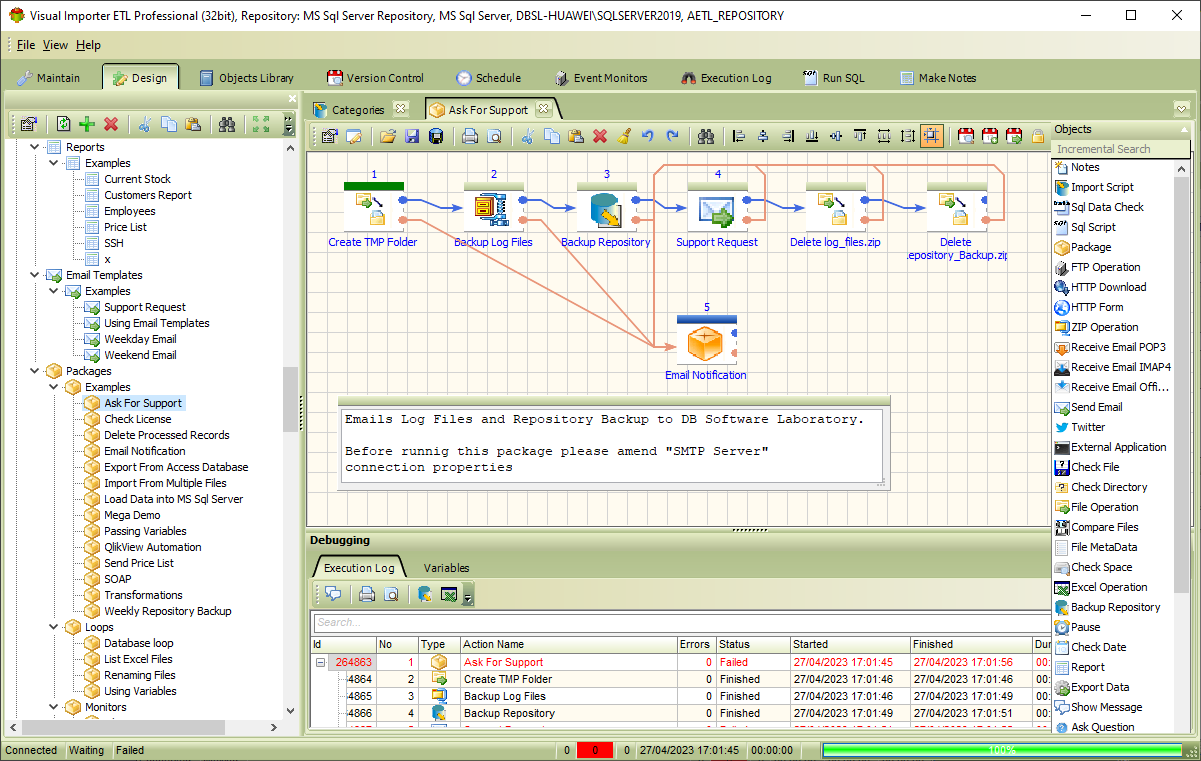 Visual Importer ETL Professional (32bit), Repository: MS Sql Server Repository, MS Sql Server, DBSL-HUAWEI\SQLSERVER2019, AETL_REPOSITORY
File View Help
Maintain Design Objects Library Version Control Schedule Event Monitors Execution Log Run SQL Make Notes
Reports
Examples
Current Stock
Customers Report
Employees
Price List
SSH
x
Email Templates
Examples
Support Request
Using Email Templates
Weekday Email
Weekend Email
Packages
Examples
Ask For Support
Check License
Delete Processed Records
Email Notification
Export From Access Database
Import From Multiple Files
Load Data into MS Sql Server
Mega Demo
Passing Variables
QlikView Automation
Send Price List
SOAP
Transformations
Weekly Repository Backup
Loops
Database loop
List Excel Files
Renaming Files
Using Variables
Monitors
Categories Ask For Support
1 2 3 4
Create TMP Folder Backup Log Files Backup Repository Support Request Delete log_files.zip Delete
Repository_Backup.zip
5
Email Notification
Emails Log Files and Repository Backup to DB Software Laboratory.
Before runnig this package please amend "SMTP Server"
connection properties
Debugging
Execution Log Variables
Search...
Id No Type Action Name Errors Status Started Finished Dur
264863 1 Ask For Support 0 Failed 27/04/2023 17:01:45 27/04/2023 17:01:56 00:
4864 2 Create TMP Folder 0 Finished 27/04/2023 17:01:46 27/04/2023 17:01:46 00:
4865 3 Backup Log Files 0 Finished 27/04/2023 17:01:46 27/04/2023 17:01:49 00:
4866 4 Backup Repository 0 Finished 27/04/2023 17:01:49 27/04/2023 17:01:51 00:
Objects
Incremental Search
Notes
Import Script
Sql Data Check
Sql Script
Package
FTP Operation
HTTP Download
HTTP Form
ZIP Operation
Receive Email POP3
Receive Email IMAP4
Receive Email Offi...
Send Email
Twitter
External Application
Check File
Check Directory
File Operation
Compare Files
File MetaData
Check Space
Excel Operation
Backup Repository
Pause
Check Date
Report
Export Data
Show Message
Ask Question
Connected Waiting Failed 0 0 0 27/04/2023 17:01:45 00:00:00 100%